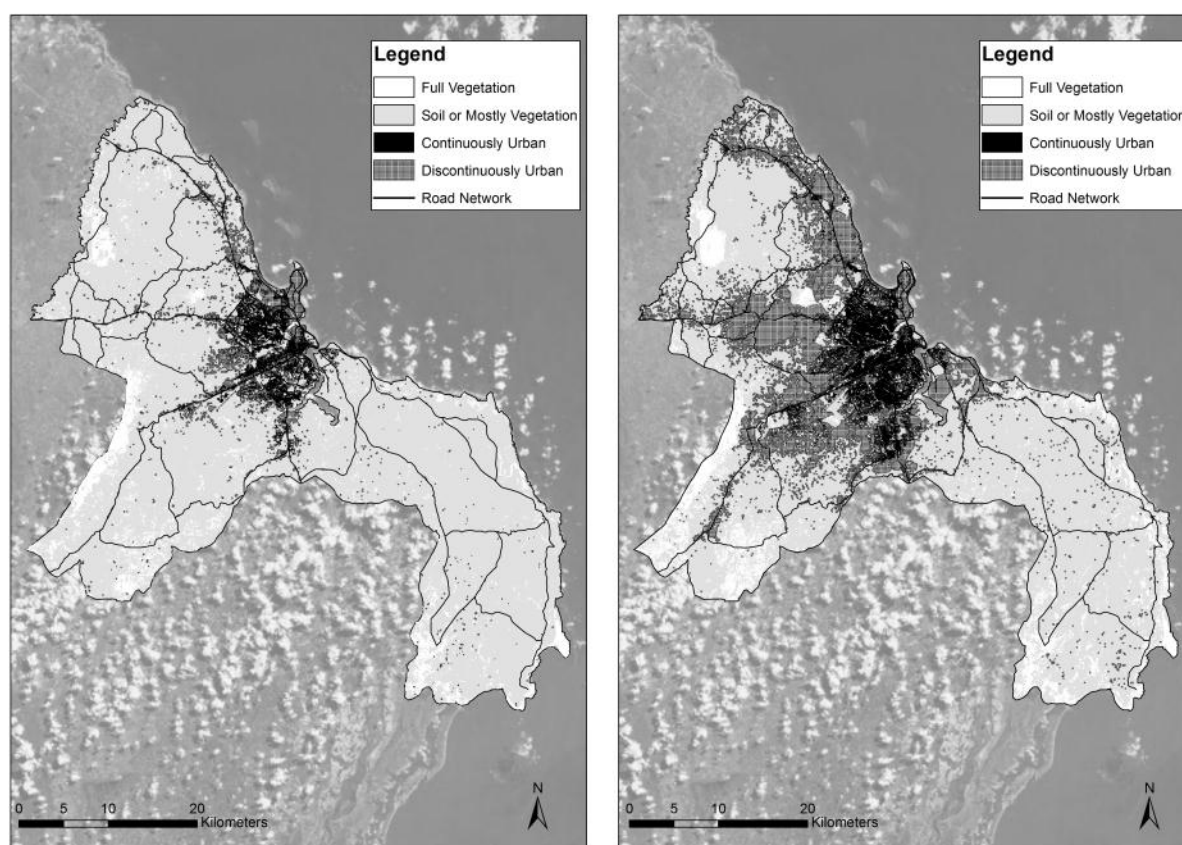 Legend
Full Vegetation
Soil or Mostly Vegetation
Continuously Urban
Discontinuously Urban
Road Network
N
0 5 10 20
Kilometers
Legend
Full Vegetation
Soil or Mostly Vegetation
Continuously Urban
Discontinuously Urban
Road Network
N
0 5 10 20
Kilometers